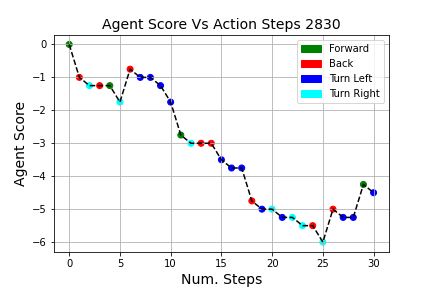 Agent Score Vs Action Steps 2830
Forward
Back
Turn Left
Turn Right
Agent Score
0
−1
−2
−3
−4
−5
−6
0 5 10 15 20 25 30
Num. Steps